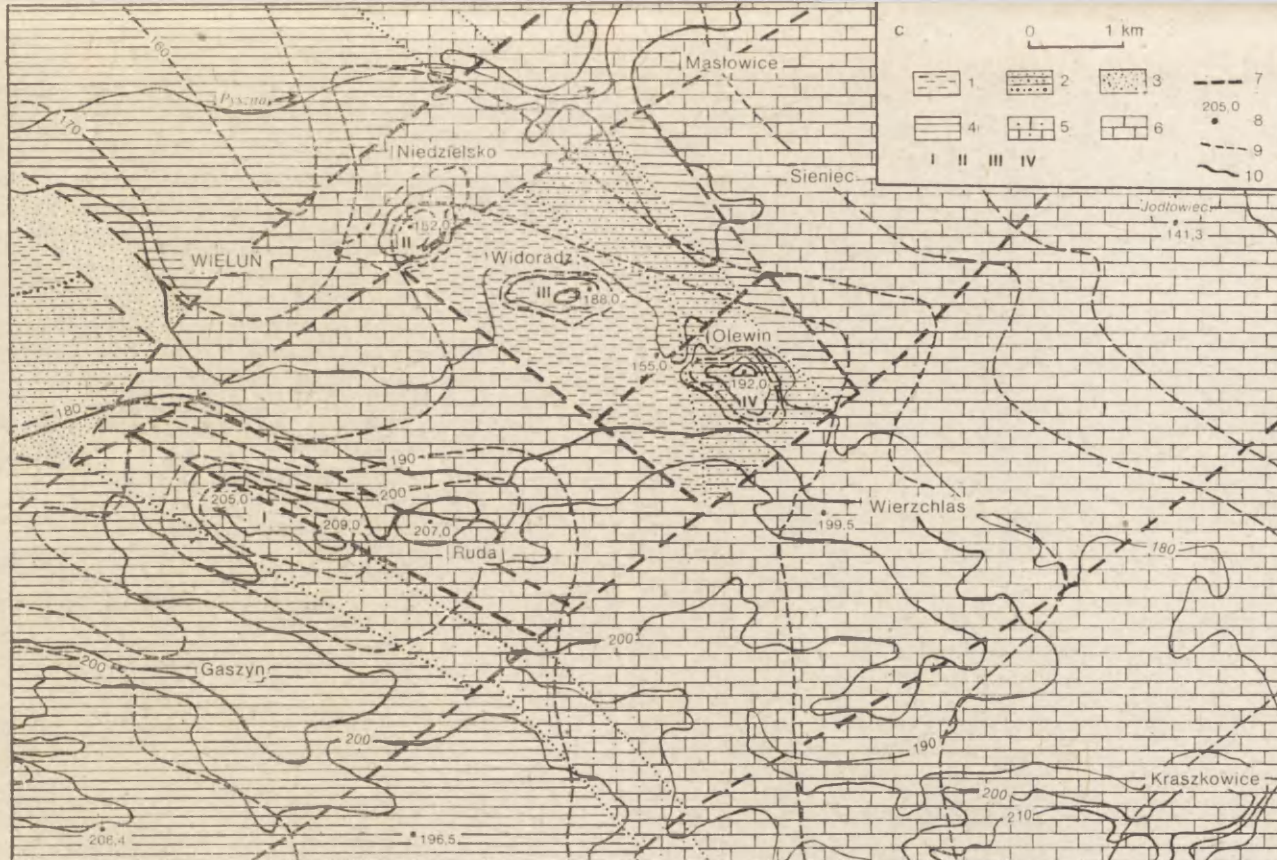 c
0 1 km
1 2 3 7
205,0
8
4 5 6
9
I II III IV
10
Masłowice
160
Pyszna
170
Niedzielsko
Sieniec
Jodłowiec
141,3
182,0
II
WIELUŃ
Widoradz
III
188,0
Olewin
155,0
192,0
IV
180
190
200
205,0
I
209,0
207,0
Ruda
Wierzchlas
199,5
180
200
Gaszyn
200
200
190
Kraszkowice
200
210
206,4
196,5